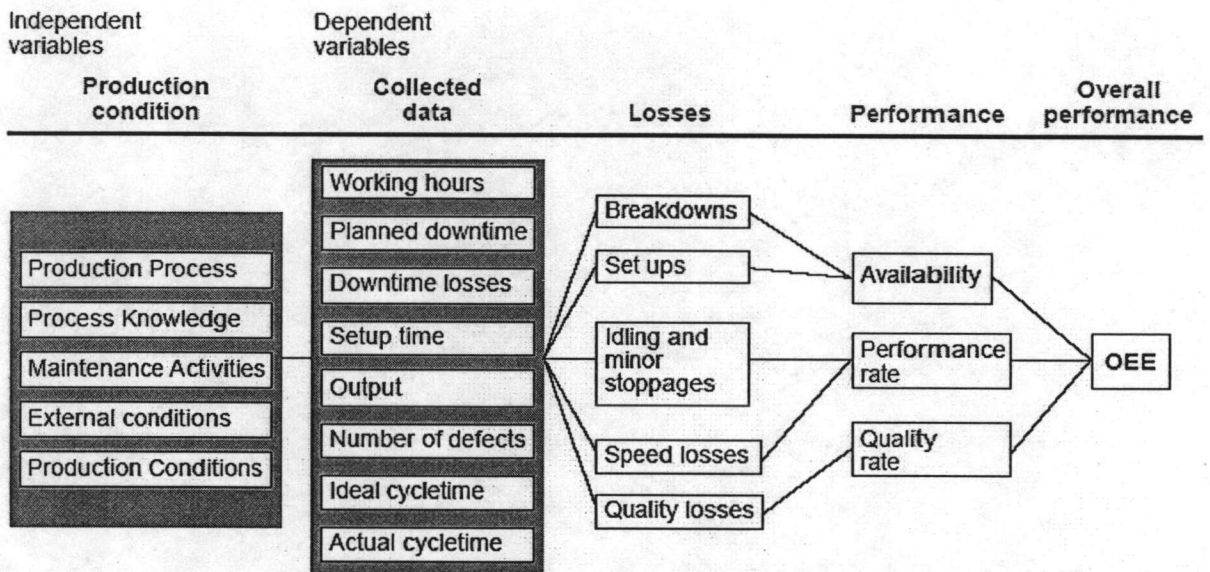 Independent
variables
Dependent
variables
Production
condition
Collected
data
Losses
Performance
Overall
performance
Production Process
Process Knowledge
Maintenance Activities
External conditions
Production Conditions
Working hours
Planned downtime
Downtime losses
Setup time
Output
Number of defects
Ideal cycletime
Actual cycletime
Breakdowns
Set ups
Idling and
minor
stoppages
Speed losses
Quality losses
Availability
Performance
rate
Quality
rate
OEE